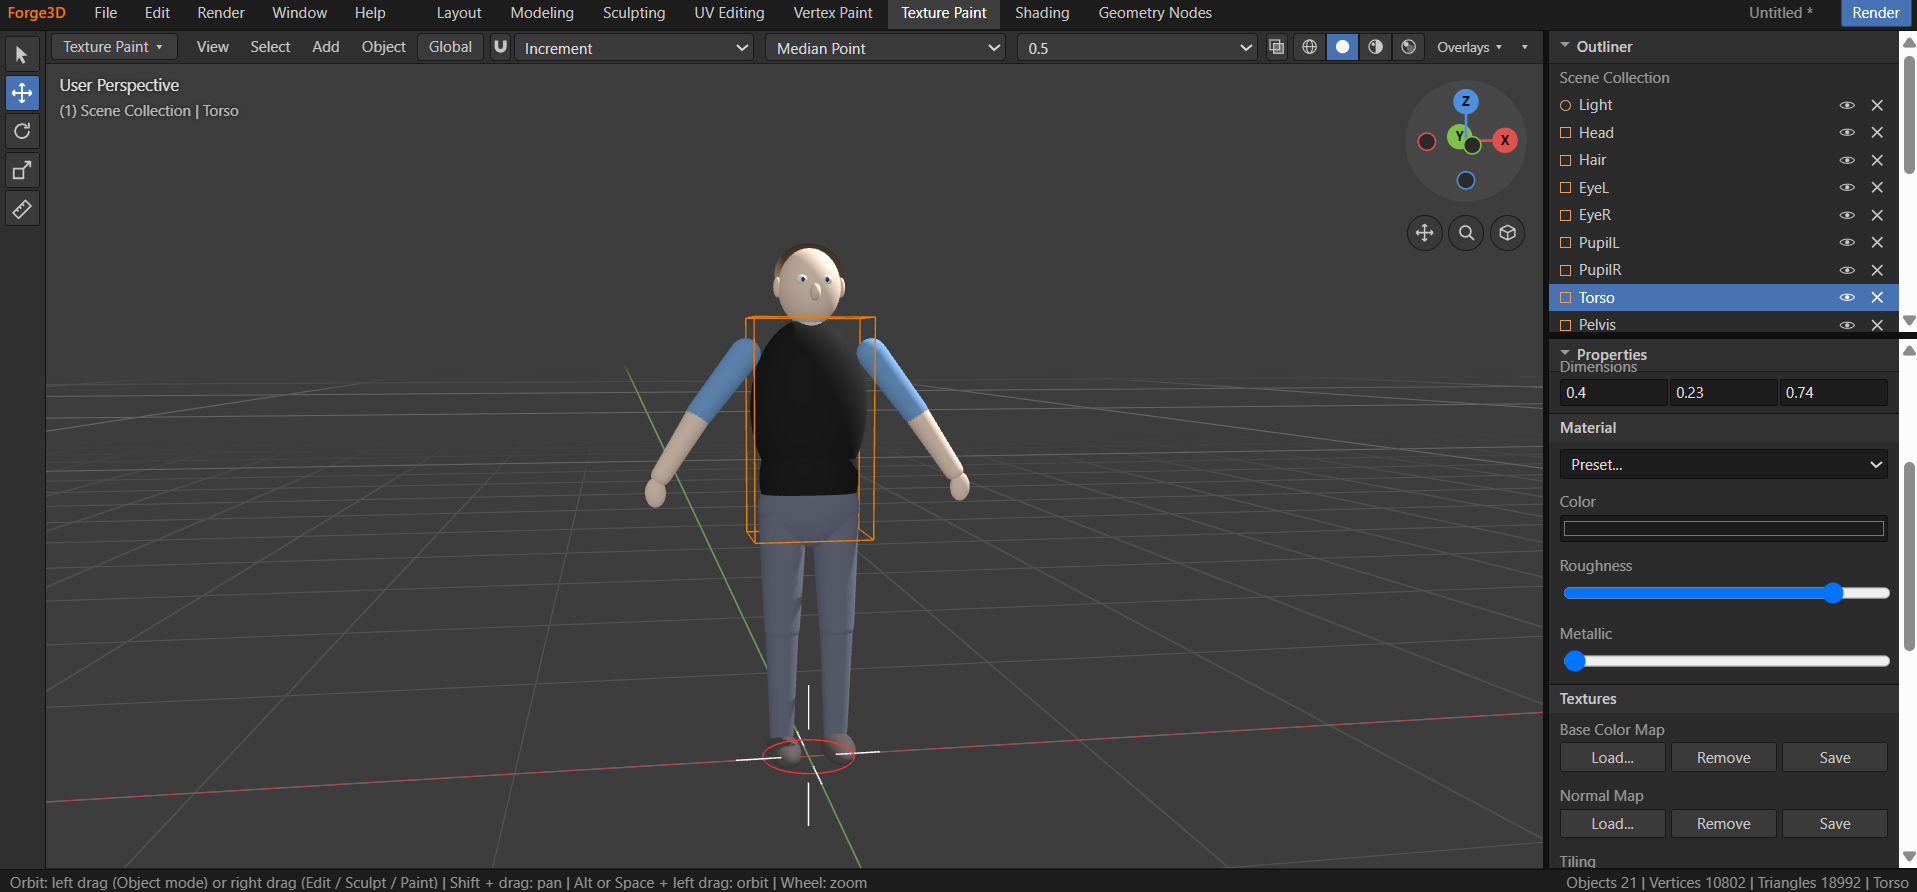 Forge3D File Edit Render Window Help Layout Modeling Sculpting UV Editing Vertex Paint Texture Paint Shading Geometry Nodes Untitled * Render
Texture Paint View Select Add Object Global Increment Median Point 0.5 Overlays
User Perspective
(1) Scene Collection | Torso
Z
Y
X
Outliner
Scene Collection
Light
Head
Hair
EyeL
EyeR
PupilL
PupilR
Torso
Pelvis
Properties
Dimensions
0.4 0.23 0.74
Material
Preset...
Color
Roughness
Metallic
Textures
Base Color Map
Load... Remove Save
Normal Map
Load... Remove Save
Tiling
Orbit: left drag (Object mode) or right drag (Edit / Sculpt / Paint) | Shift + drag: pan | Alt or Space + left drag: orbit | Wheel: zoom
Objects 21 | Vertices 10802 | Triangles 18992 | Torso